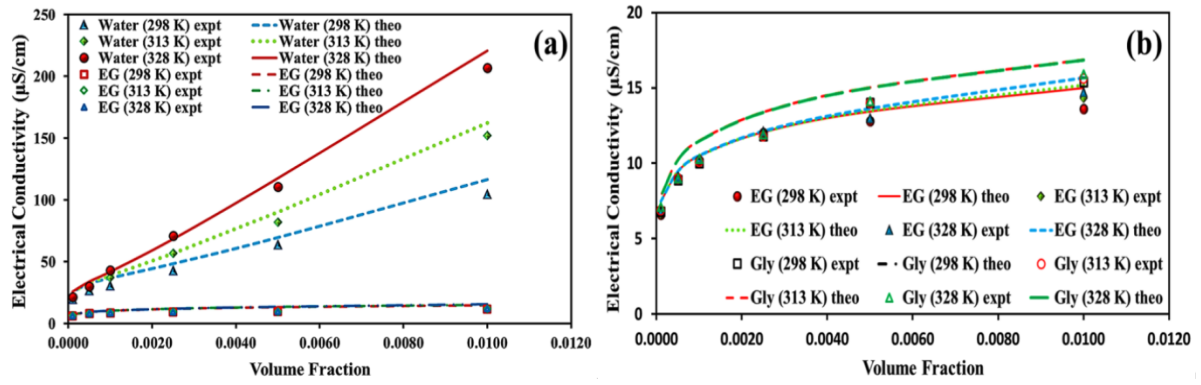 (a)
Electrical Conductivity (µS/cm)
250
200
150
100
50
0
Water (298 K) expt
Water (298 K) theo
Water (313 K) expt
Water (313 K) theo
Water (328 K) expt
Water (328 K) theo
EG (298 K) expt
EG (298 K) theo
EG (313 K) expt
EG (313 K) theo
EG (328 K) expt
EG (328 K) theo
0.0000 0.0020 0.0040 0.0060 0.0080 0.0100 0.0120
Volume Fraction
(b)
Electrical Conductivity (µS/cm)
20
15
10
5
0
EG (298 K) expt
EG (298 K) theo
EG (313 K) expt
EG (313 K) theo
EG (328 K) expt
EG (328 K) theo
Gly (298 K) expt
Gly (298 K) theo
Gly (313 K) expt
Gly (313 K) theo
Gly (328 K) expt
Gly (328 K) theo
0.0000 0.0020 0.0040 0.0060 0.0080 0.0100 0.0120
Volume Fraction